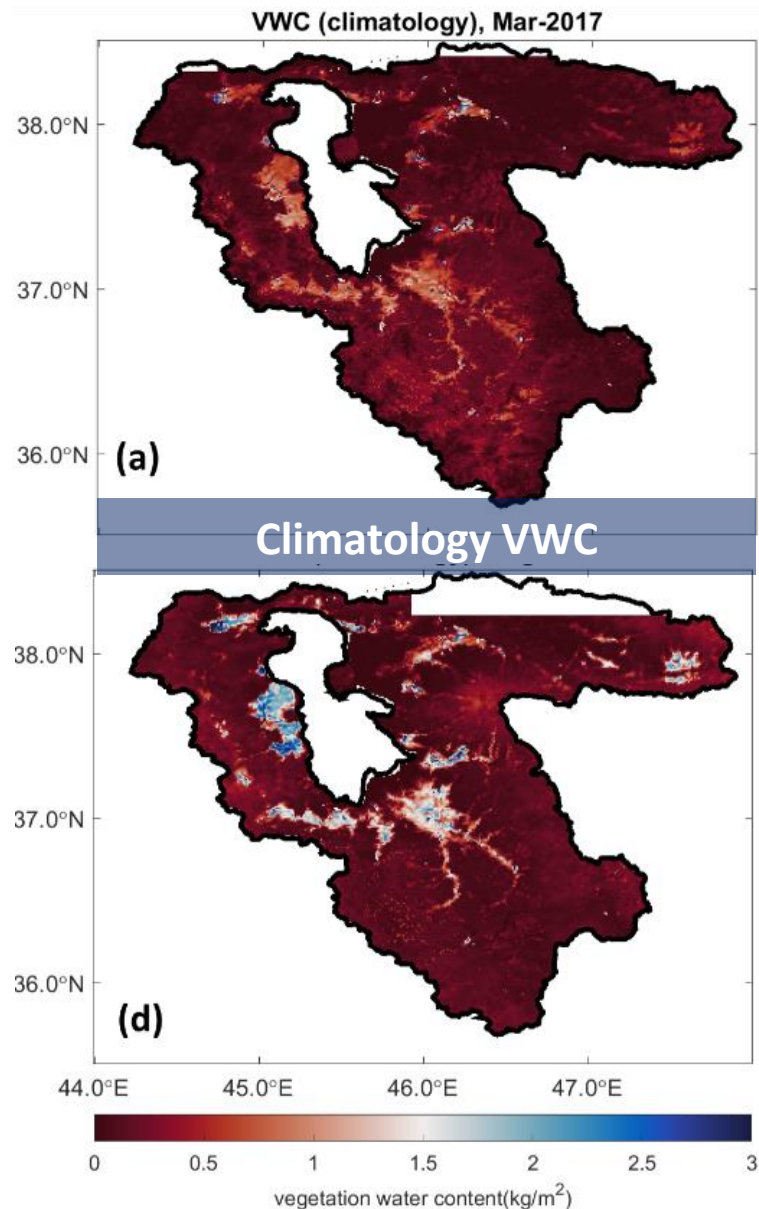 VWC (climatology), Mar-2017
38.0°N
37.0°N
36.0°N
(a)
Climatology VWC
38.0°N
37.0°N
36.0°N
(d)
44.0°E 45.0°E 46.0°E 47.0°E
0 0.5 1 1.5 2 2.5 3
vegetation water content(kg/m²)